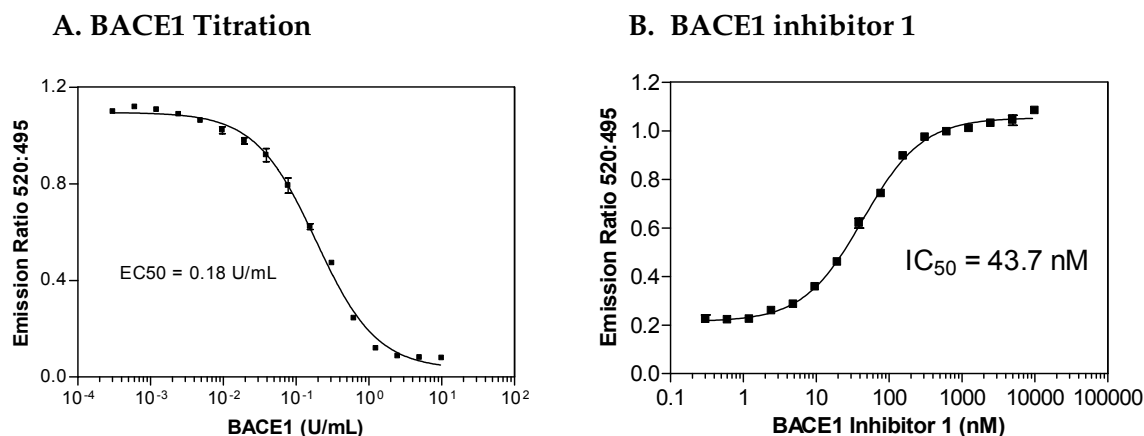 A. BACE1 Titration
Emission Ratio 520:495
1.2
0.8
0.4
0.0
EC50 = 0.18 U/mL
10⁻⁴ 10⁻³ 10⁻² 10⁻¹ 10⁰ 10¹ 10²
BACE1 (U/mL)
B. BACE1 inhibitor 1
Emission Ratio 520:495
1.2
1.0
0.8
0.6
0.4
0.2
0.0
IC₅₀ = 43.7 nM
0.1 1 10 100 1000 10000 100000
BACE1 Inhibitor 1 (nM)